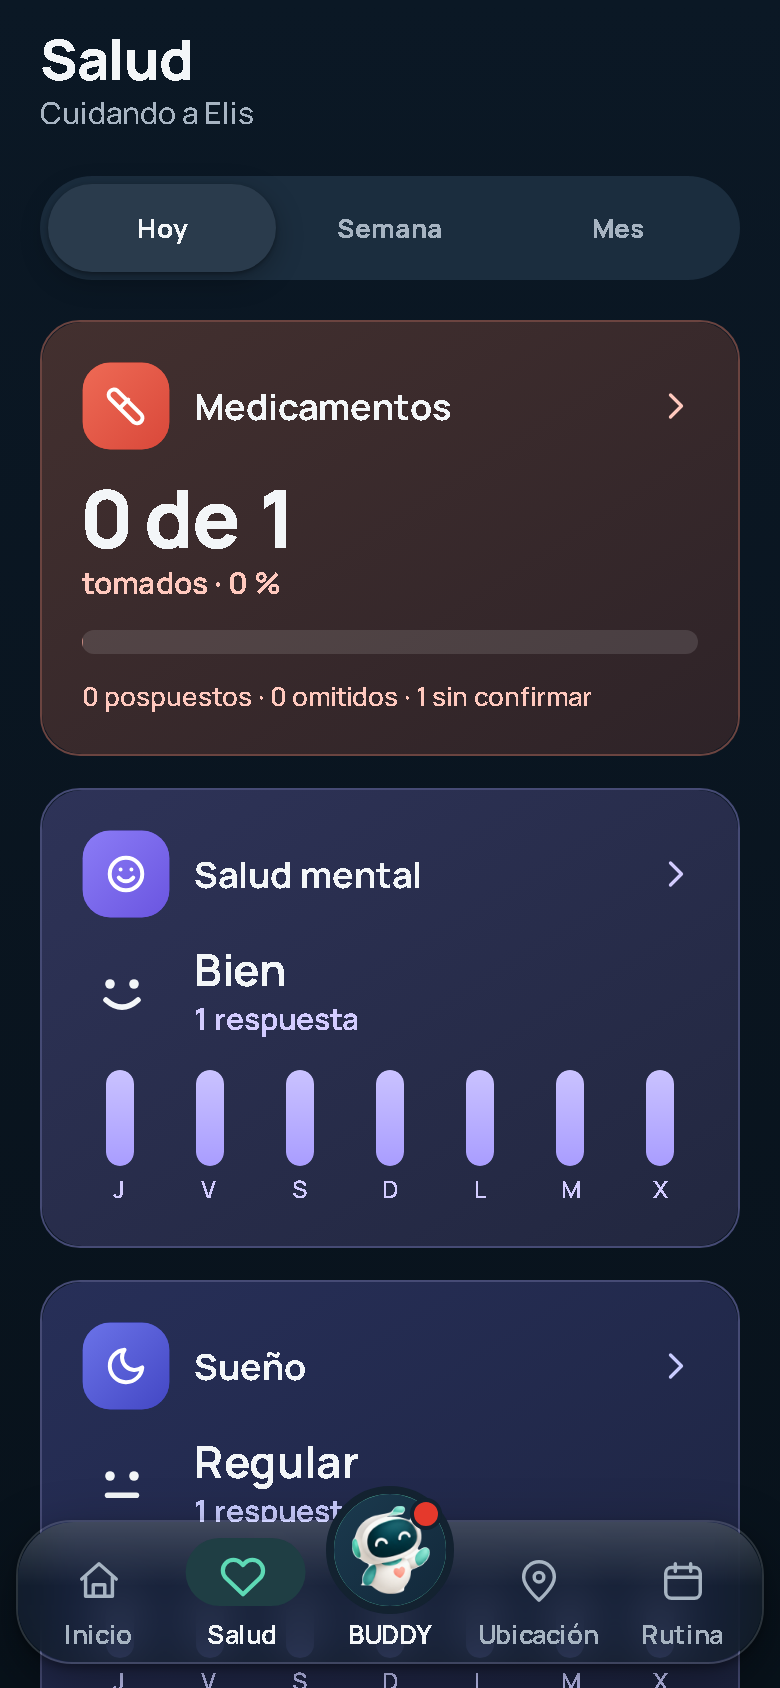 Salud
Cuidando a Elis
Hoy Semana Mes
Medicamentos
0 de 1
tomados · 0 %
0 pospuestos · 0 omitidos · 1 sin confirmar
Salud mental
Bien
1 respuesta
J V S D L M X
Sueño
Regular
Inicio Salud BUDDY Ubicación Rutina
J V S D L M X